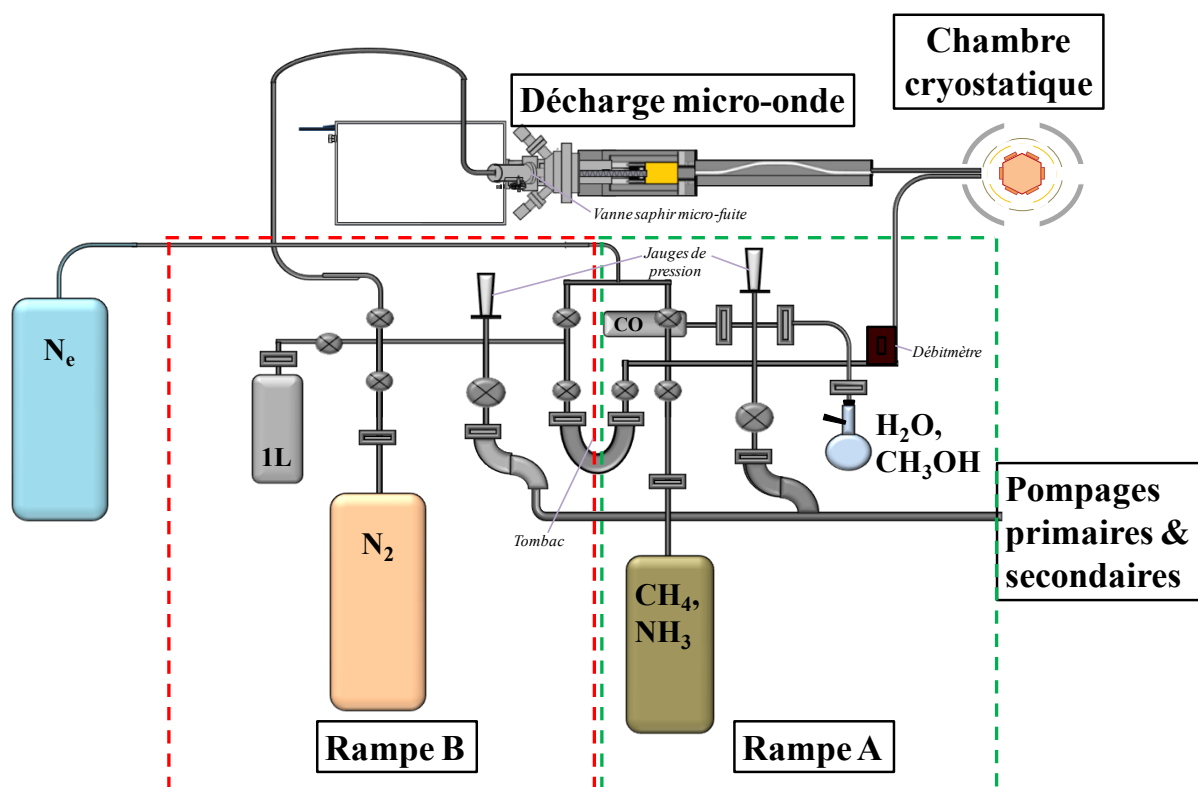 Chambre
cryostatique
Décharge micro-onde
Vanne saphir micro-fuite
Jauges de
pression
Nₑ
CO
Débitmètre
1L
H₂O,
CH₃OH
N₂
Tombac
Pompages
primaires &
secondaires
CH₄,
NH₃
Rampe B
Rampe A